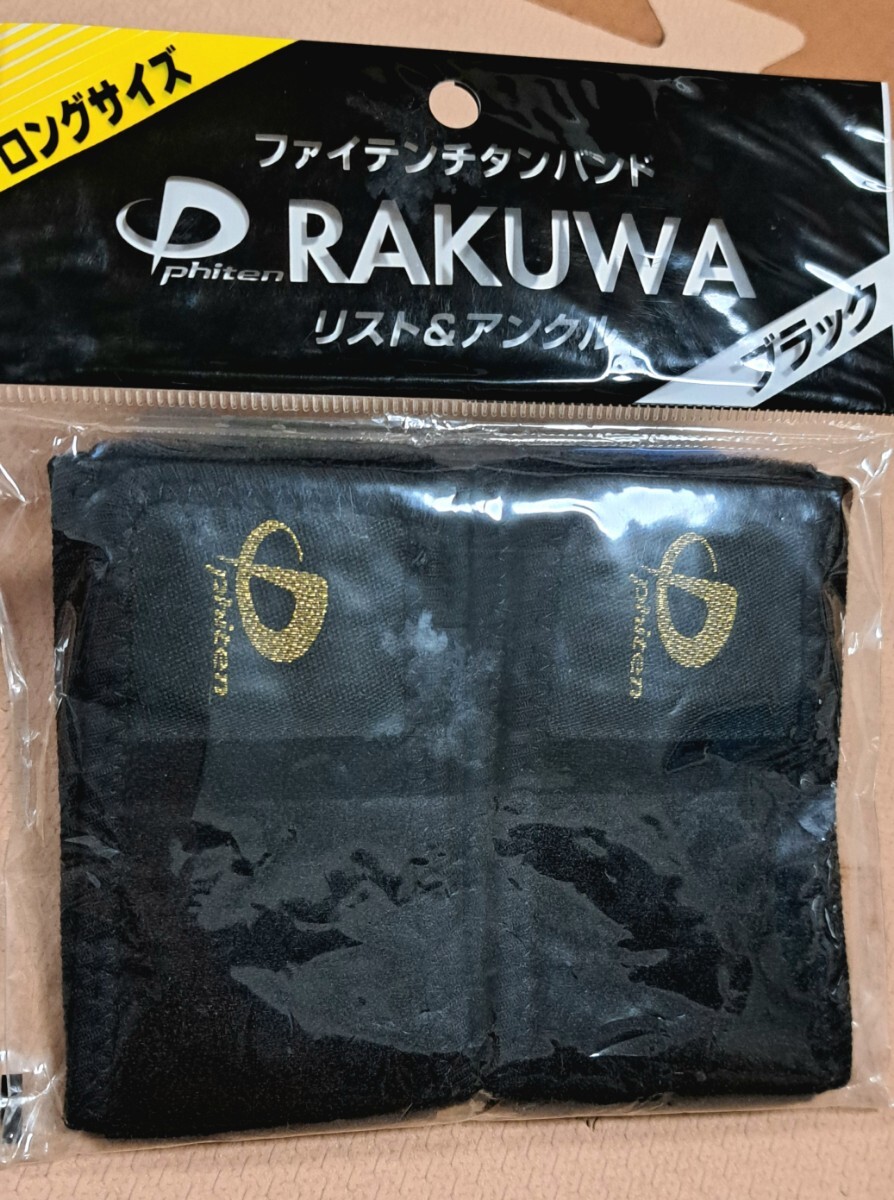 ロングサイズ
ファイテンチタンバンド
phiten RAKUWA
リスト&アンクル
ブラック
phiten
phiten